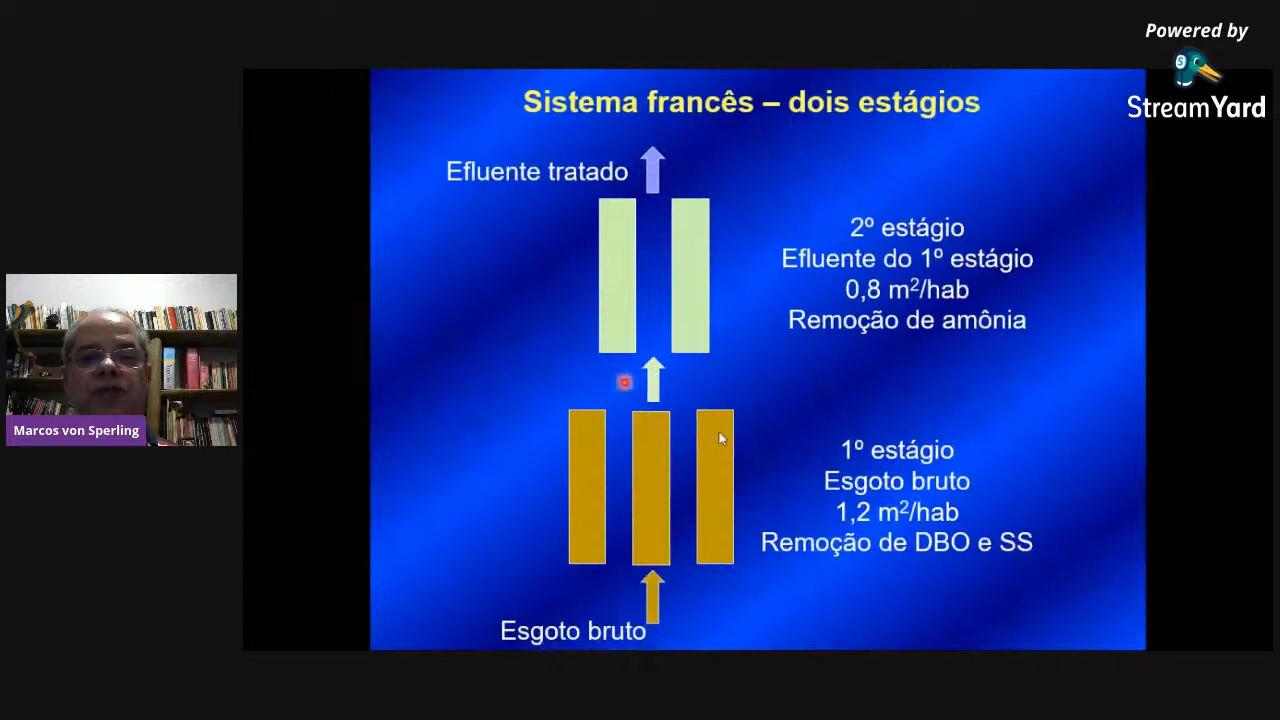 Powered by
StreamYard
Sistema francês – dois estágios
Efluente tratado
2º estágio
Efluente do 1º estágio
0,8 m²/hab
Remoção de amônia
1º estágio
Esgoto bruto
1,2 m²/hab
Remoção de DBO e SS
Esgoto bruto
Marcos von Sperling